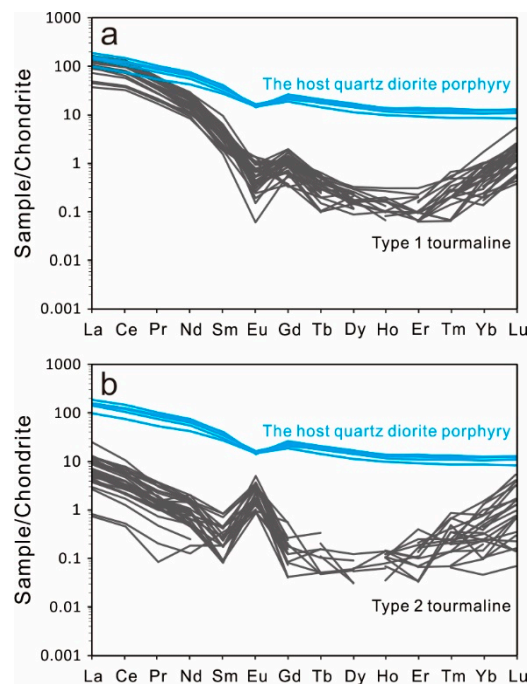 a
1000
100
10
1
0.1
0.01
0.001
Sample/Chondrite
The host quartz diorite porphyry
Type 1 tourmaline
La Ce Pr Nd Sm Eu Gd Tb Dy Ho Er Tm Yb Lu
b
1000
100
10
1
0.1
0.01
0.001
Sample/Chondrite
The host quartz diorite porphyry
Type 2 tourmaline
La Ce Pr Nd Sm Eu Gd Tb Dy Ho Er Tm Yb Lu